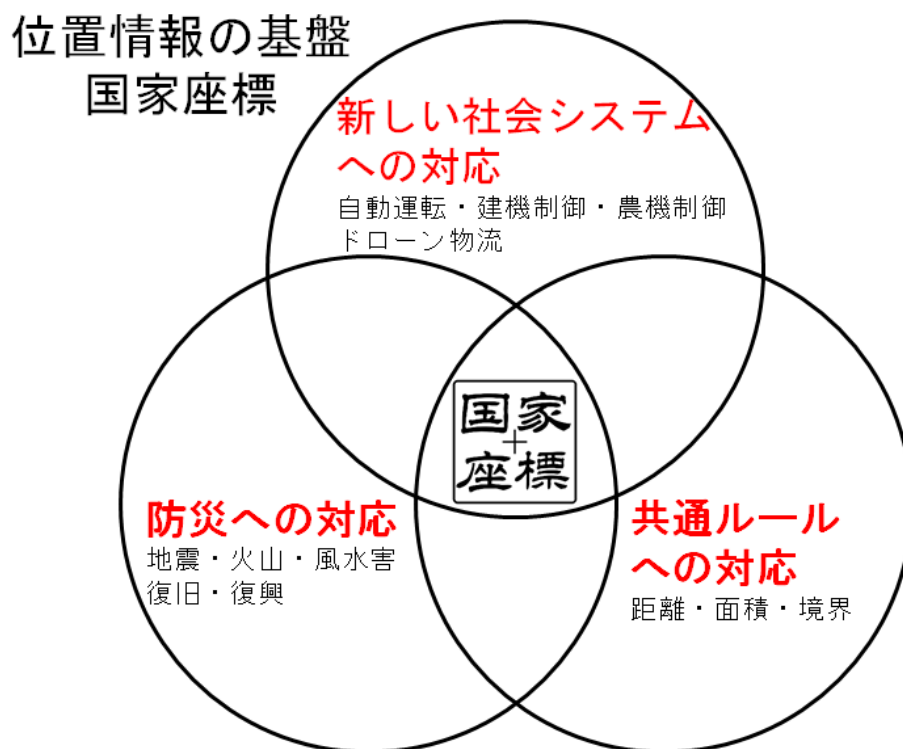 位置情報の基盤
国家座標
新しい社会システム
への対応
自動運転・建機制御・農機制御
ドローン物流
国家
座標
防災への対応
地震・火山・風水害
復旧・復興
共通ルール
への対応
距離・面積・境界